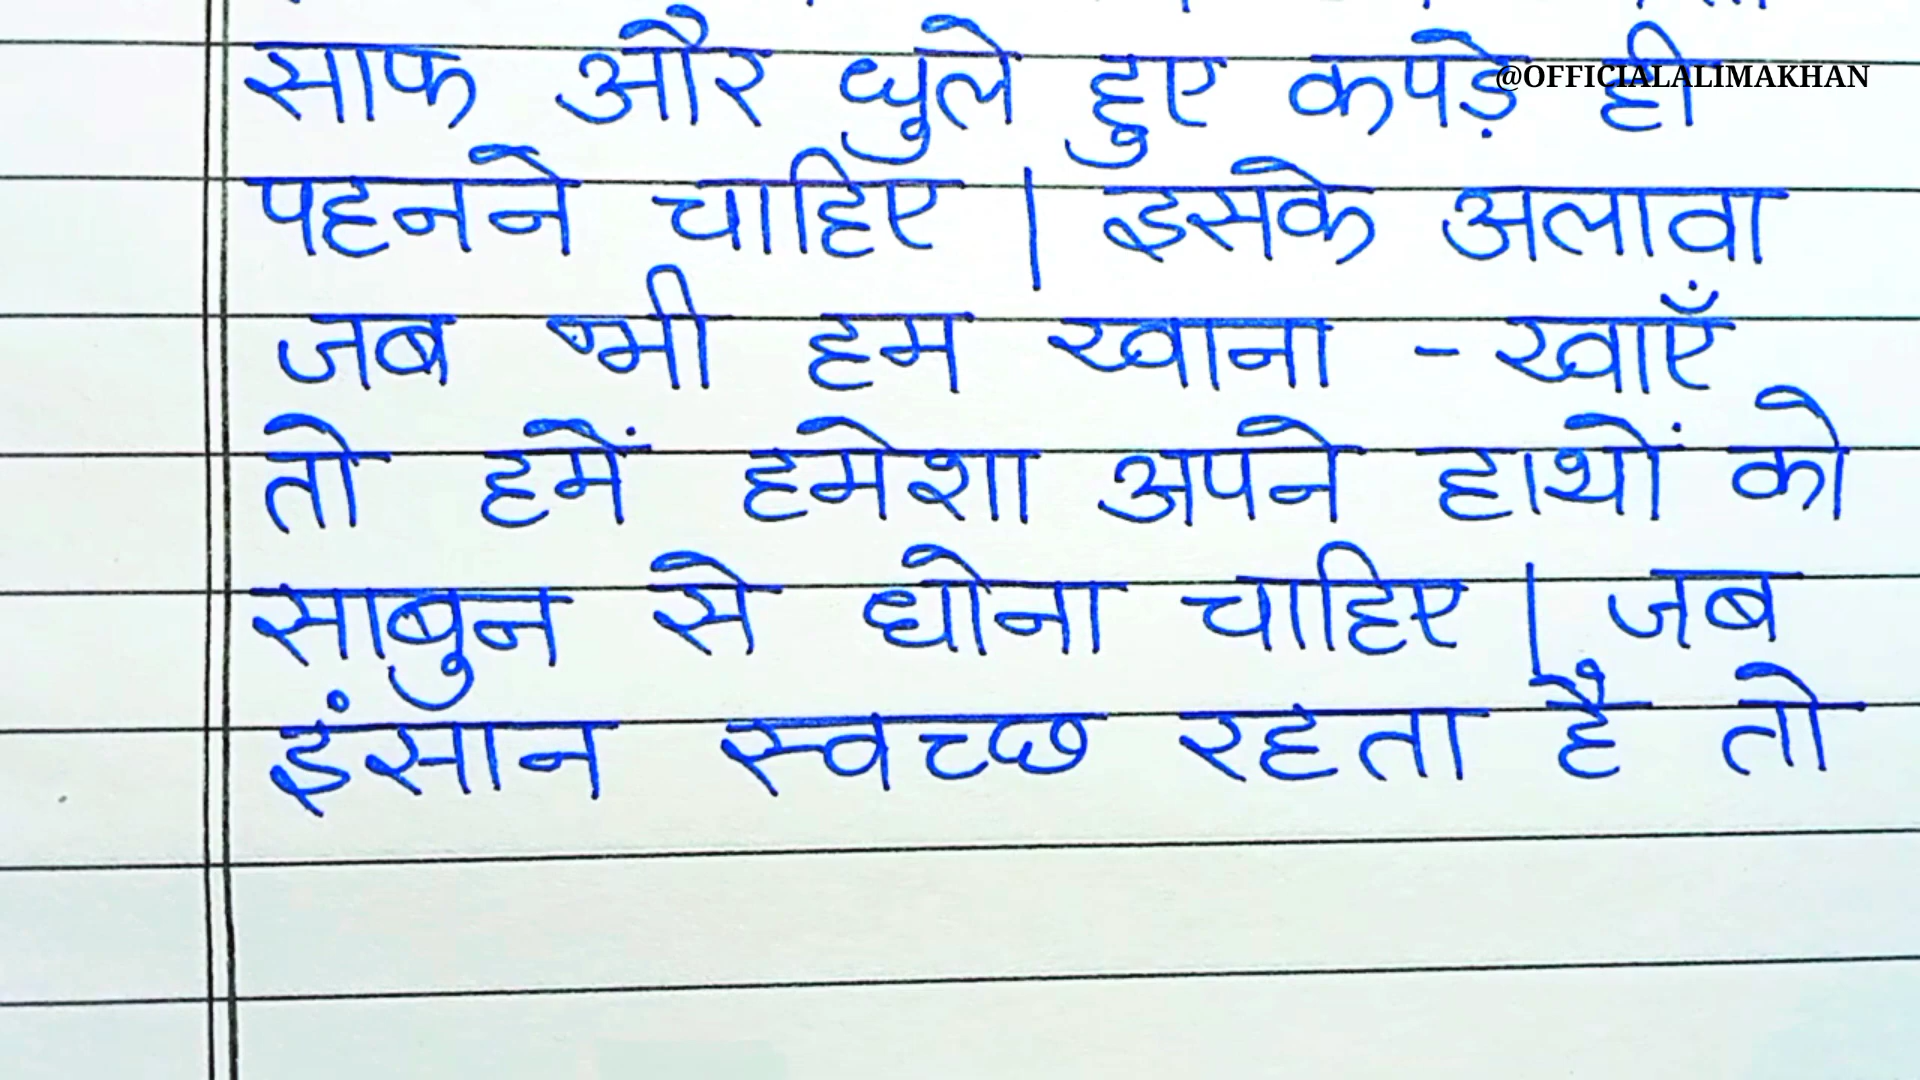 साफ और धुले हुए कपड़े ही
@OFFICIALALIMAKHAN
पहनने चाहिए | इसके अलावा
जब भी हम खाना - खाएँ
तो हमें हमेशा अपने हाथों को
साबुन से धोना चाहिए | जब
इंसान स्वच्छ रहता है तो